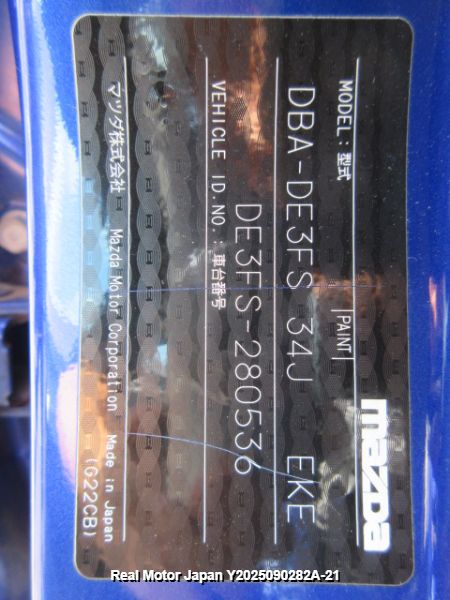 mazda
MODEL:型式 PAINT
DBA-DE3FS 34J EKE
VEHICLE ID.NO.:車台番号
DE3FS-280536
マツダ株式会社 Mazda Motor Corporation Made in Japan
(G22CB)
Real Motor Japan Y2025090282A-21